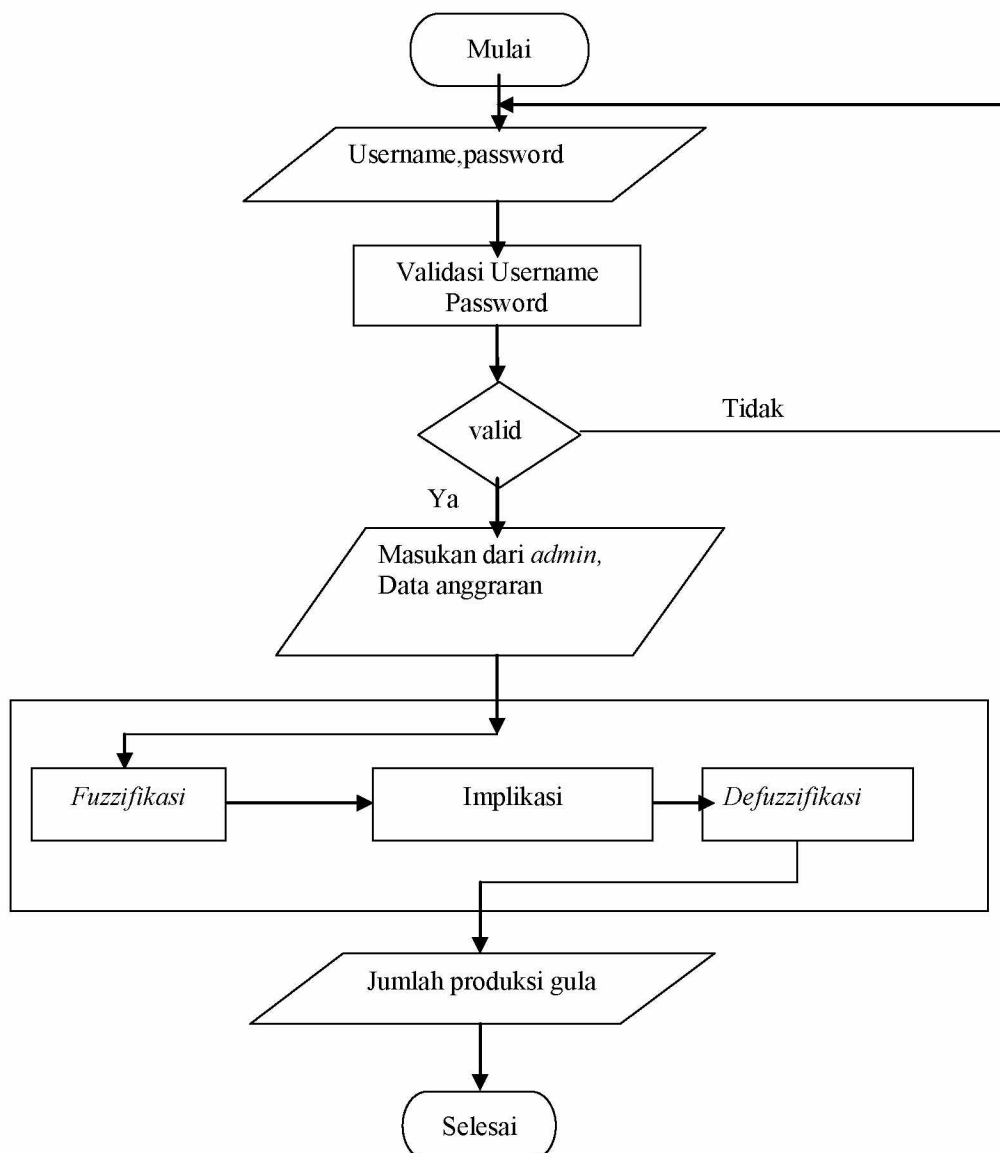 Mulai
Username,password
Validasi Username
Password
valid
Tidak
Ya
Masukan dari admin,
Data anggraran
Fuzzifikasi
Implikasi
Defuzzifikasi
Jumlah produksi gula
Selesai